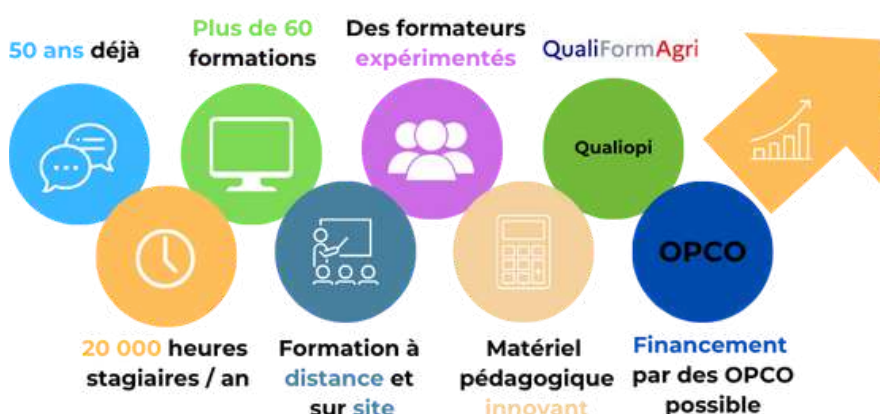 50 ans déjà
Plus de 60
formations
Des formateurs
expérimentés
QualiFormAgri
Qualiopi
OPCO
20 000 heures
stagiaires / an
Formation à
distance et
sur site
Matériel
pédagogique
innovant
Financement
par des OPCO
possible